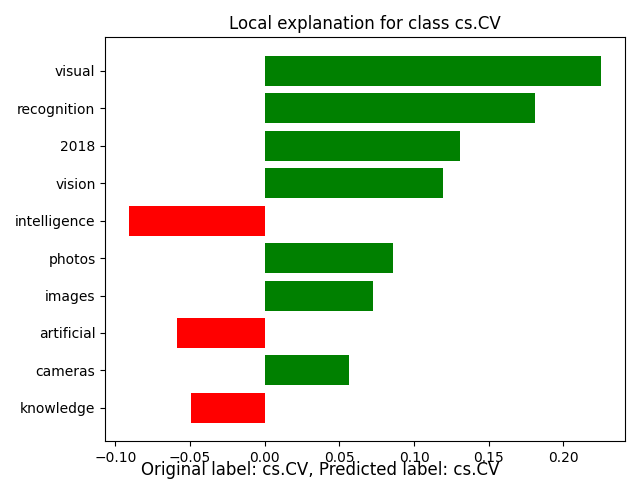 Local explanation for class cs.CV
visual
recognition
2018
vision
intelligence
photos
images
artificial
cameras
knowledge
−0.10 −0.05 0.00 0.05 0.10 0.15 0.20
Original label: cs.CV, Predicted label: cs.CV